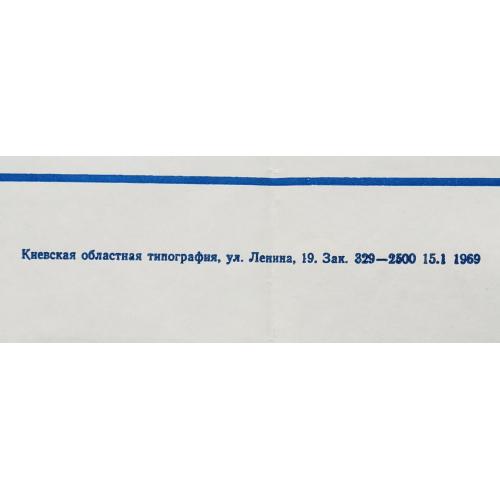 Киевская областная типография, ул. Ленина, 19. Зак. 329—2500 15.1 1969